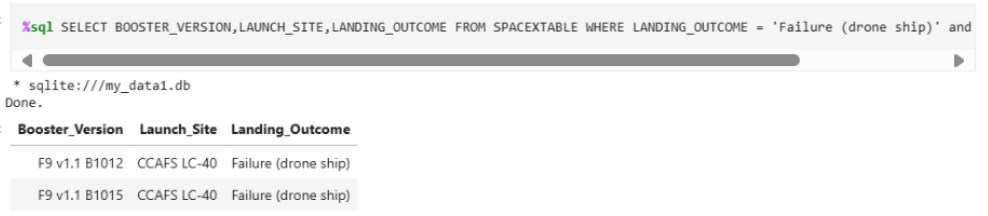 %sql SELECT BOOSTER_VERSION,LAUNCH_SITE,LANDING_OUTCOME FROM SPACEXTABLE WHERE LANDING_OUTCOME = 'Failure (drone ship)' and
* sqlite:///my_data1.db
Done.
Booster_Version Launch_Site Landing_Outcome
F9 v1.1 B1012 CCAFS LC-40 Failure (drone ship)
F9 v1.1 B1015 CCAFS LC-40 Failure (drone ship)